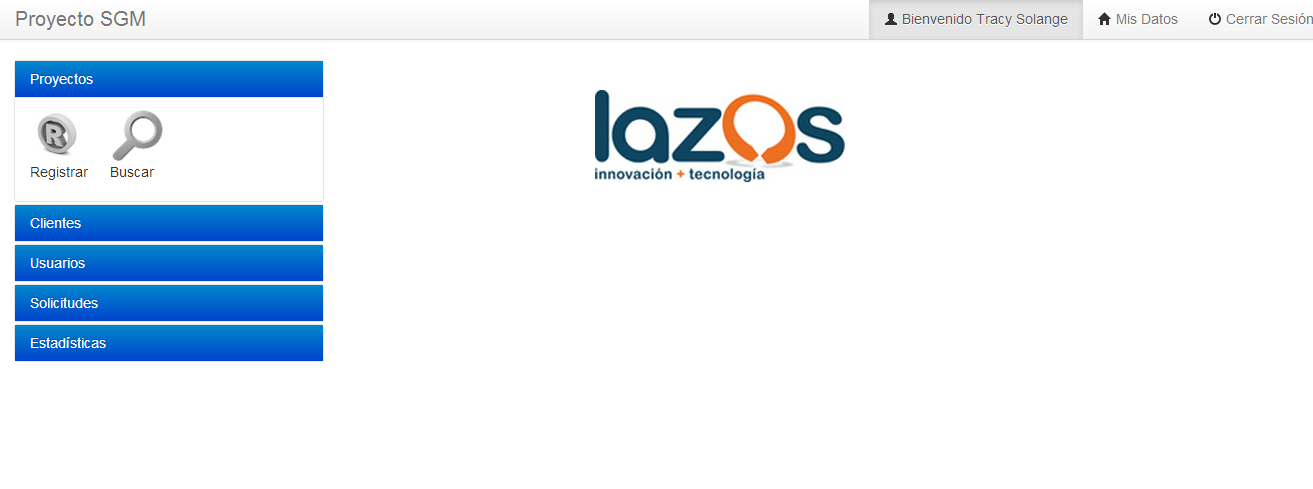 Proyecto SGM
Bienvenido Tracy Solange
Mis Datos
Cerrar Sesión
Proyectos
R
Registrar
Buscar
Clientes
Usuarios
Solicitudes
Estadísticas
lazos
innovación + tecnología